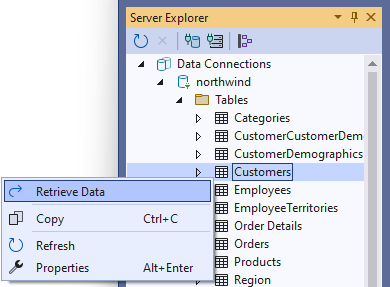 Server Explorer
Data Connections
northwind
Tables
Categories
CustomerCustomerDem
CustomerDemographics
Customers
Retrieve Data
Employees
Copy Ctrl+C
EmployeeTerritories
Order Details
Refresh
Orders
Properties Alt+Enter
Products
Region